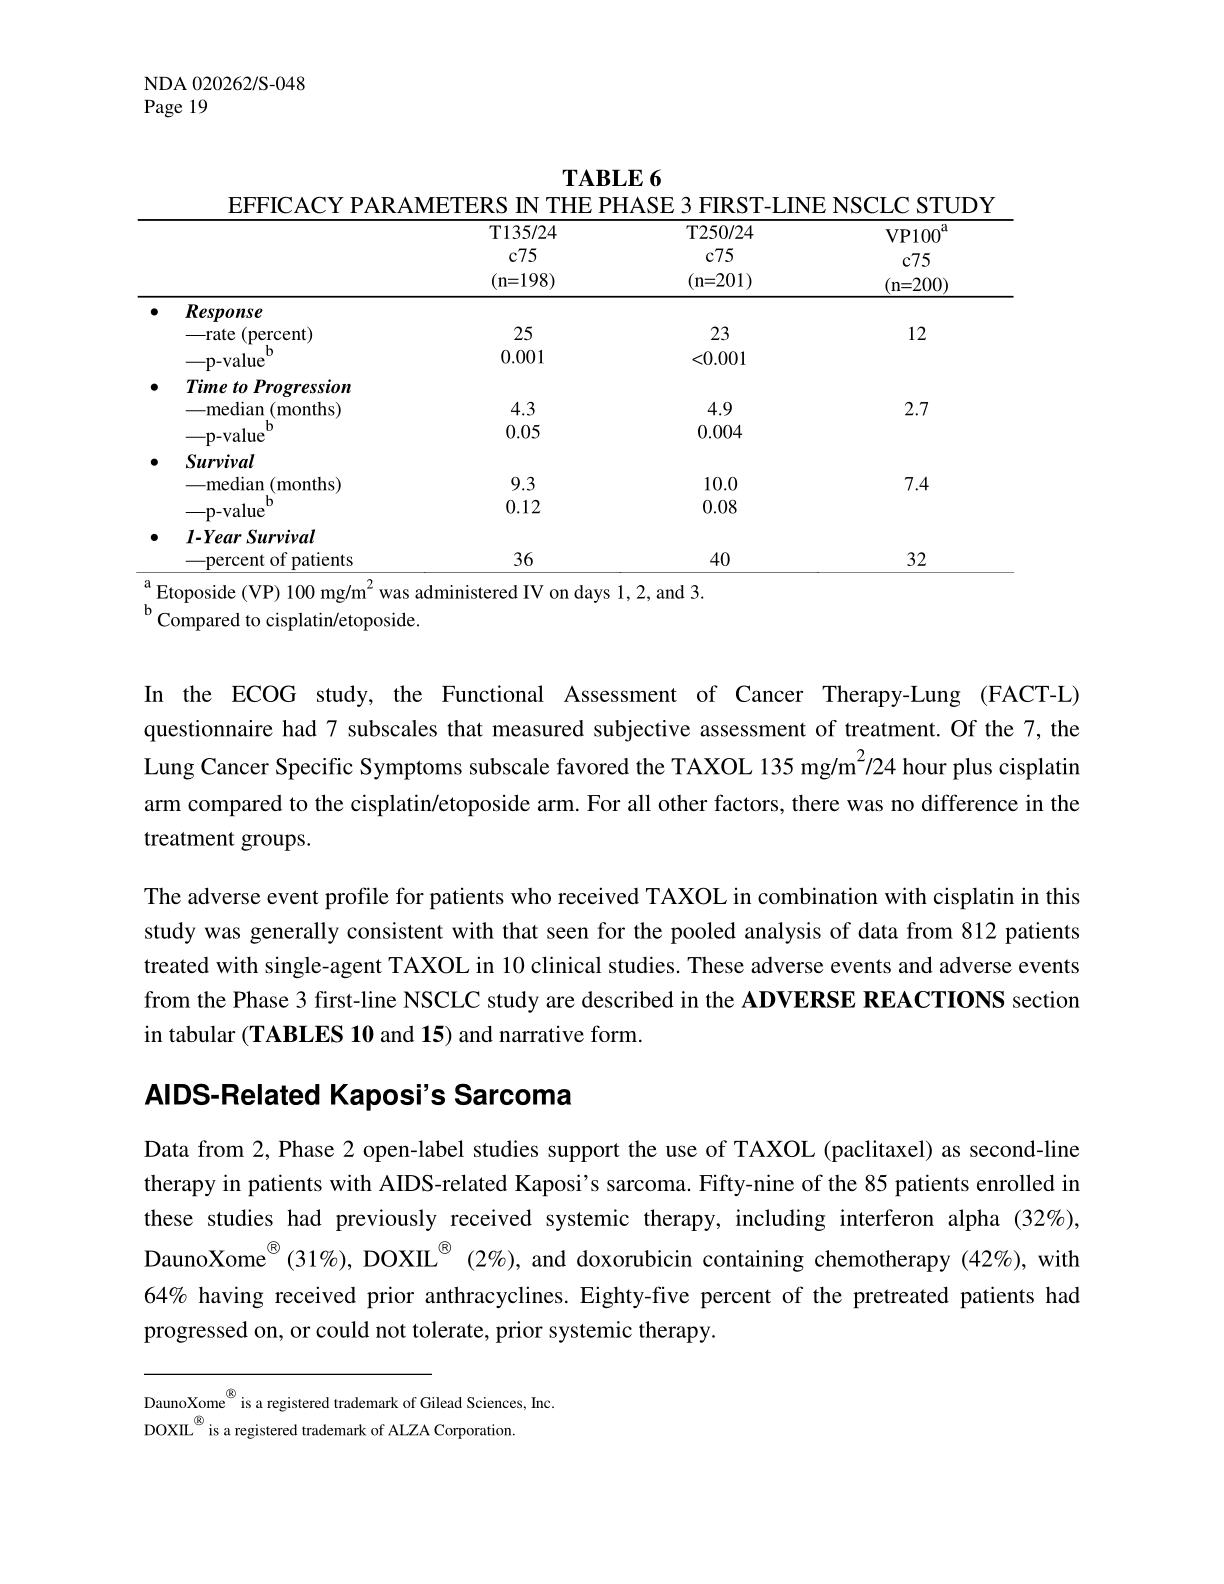 NDA 020262/S-048
Page 19
TABLE 6
EFFICACY PARAMETERS IN THE PHASE 3 FIRST-LINE NSCLC STUDY
T135/24 T250/24 VP100a
c75 c75 c75
(n=198) (n=201) (n=200)
• Response
—rate (percent) 25 23 12
—p-valueb 0.001 <0.001
• Time to Progression
—median (months) 4.3 4.9 2.7
—p-valueb 0.05 0.004
• Survival
—median (months) 9.3 10.0 7.4
—p-valueb 0.12 0.08
• 1-Year Survival
—percent of patients 36 40 32
a Etoposide (VP) 100 mg/m2 was administered IV on days 1, 2, and 3.
b Compared to cisplatin/etoposide.
In the ECOG study, the Functional Assessment of Cancer Therapy-Lung (FACT-L)
questionnaire had 7 subscales that measured subjective assessment of treatment. Of the 7, the
Lung Cancer Specific Symptoms subscale favored the TAXOL 135 mg/m2/24 hour plus cisplatin
arm compared to the cisplatin/etoposide arm. For all other factors, there was no difference in the
treatment groups.
The adverse event profile for patients who received TAXOL in combination with cisplatin in this
study was generally consistent with that seen for the pooled analysis of data from 812 patients
treated with single-agent TAXOL in 10 clinical studies. These adverse events and adverse events
from the Phase 3 first-line NSCLC study are described in the ADVERSE REACTIONS section
in tabular (TABLES 10 and 15) and narrative form.
AIDS-Related Kaposi’s Sarcoma
Data from 2, Phase 2 open-label studies support the use of TAXOL (paclitaxel) as second-line
therapy in patients with AIDS-related Kaposi’s sarcoma. Fifty-nine of the 85 patients enrolled in
these studies had previously received systemic therapy, including interferon alpha (32%),
DaunoXome® (31%), DOXIL® (2%), and doxorubicin containing chemotherapy (42%), with
64% having received prior anthracyclines. Eighty-five percent of the pretreated patients had
progressed on, or could not tolerate, prior systemic therapy.
DaunoXome® is a registered trademark of Gilead Sciences, Inc.
DOXIL® is a registered trademark of ALZA Corporation.